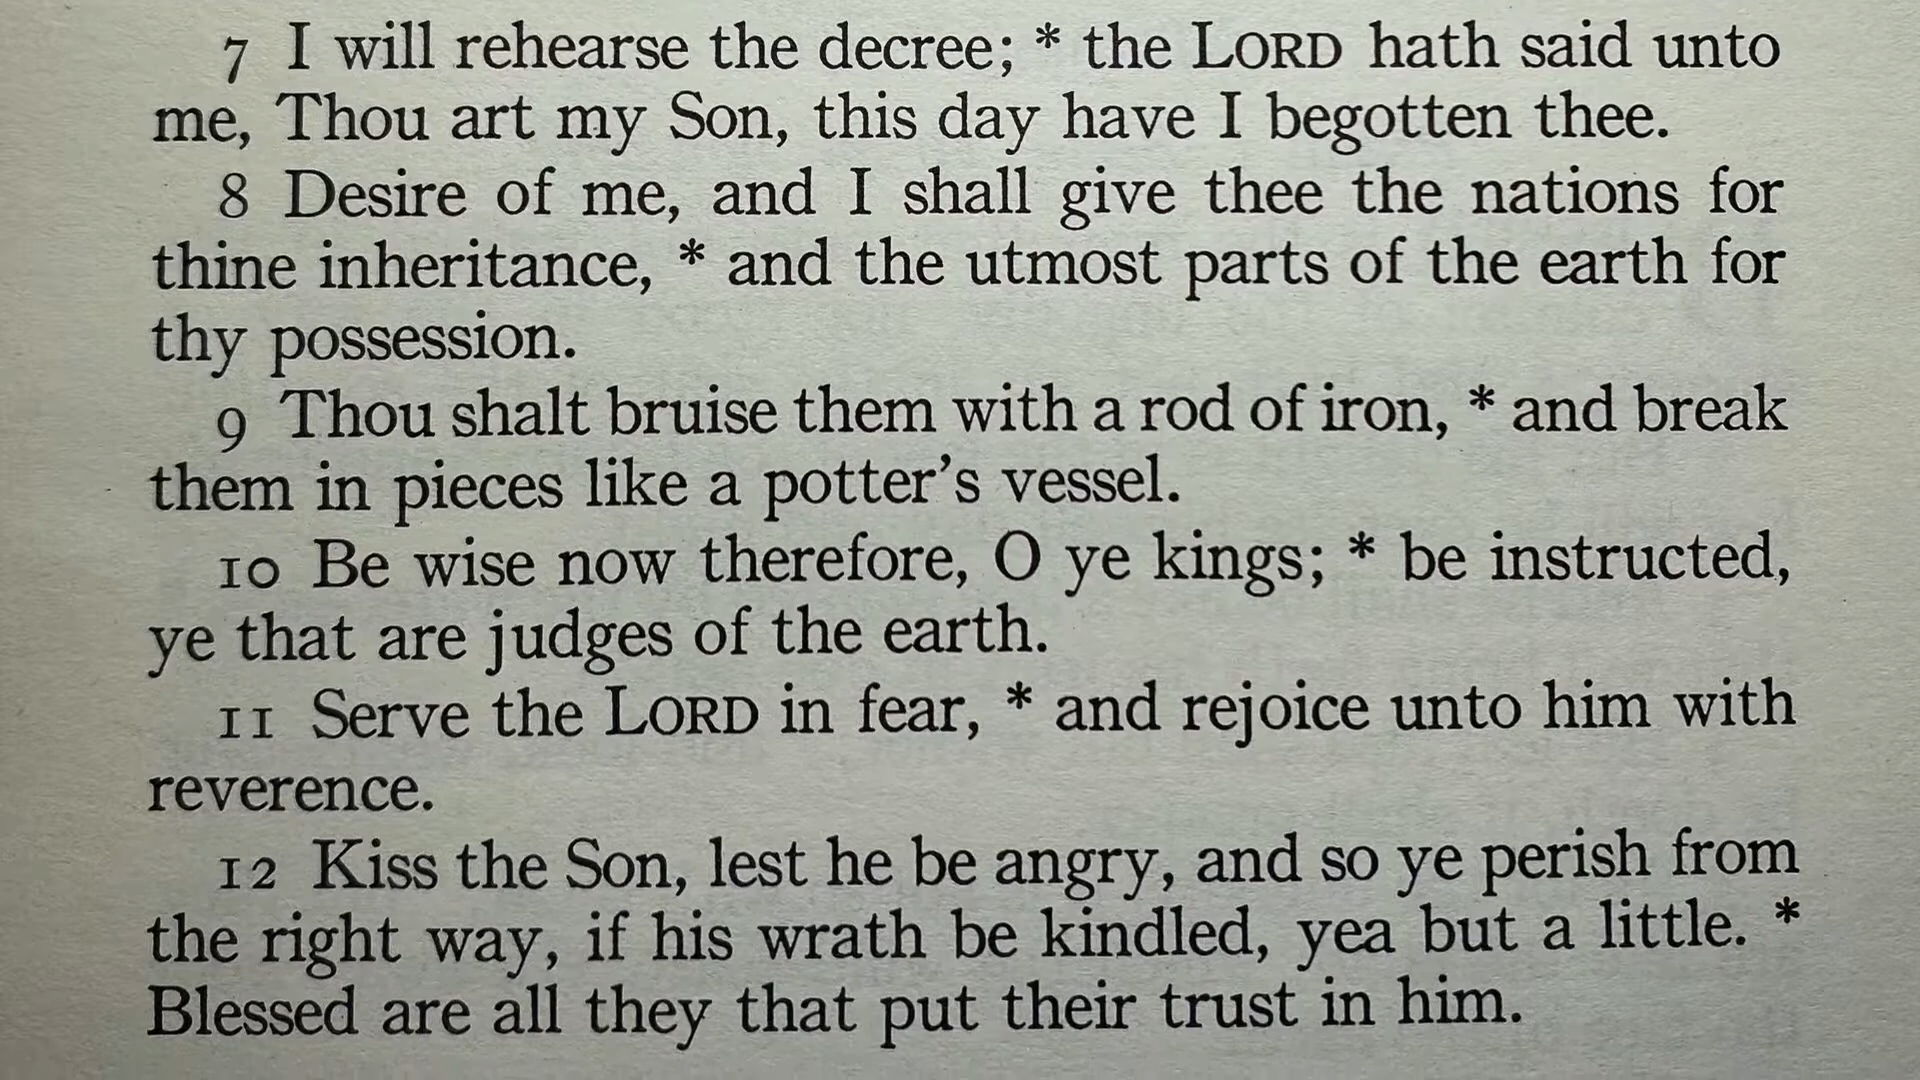 7 I will rehearse the decree; * the LORD hath said unto
me, Thou art my Son, this day have I begotten thee.
8 Desire of me, and I shall give thee the nations for
thine inheritance, * and the utmost parts of the earth for
thy possession.
9 Thou shalt bruise them with a rod of iron, * and break
them in pieces like a potter’s vessel.
10 Be wise now therefore, O ye kings; * be instructed,
ye that are judges of the earth.
11 Serve the LORD in fear, * and rejoice unto him with
reverence.
12 Kiss the Son, lest he be angry, and so ye perish from
the right way, if his wrath be kindled, yea but a little. *
Blessed are all they that put their trust in him.